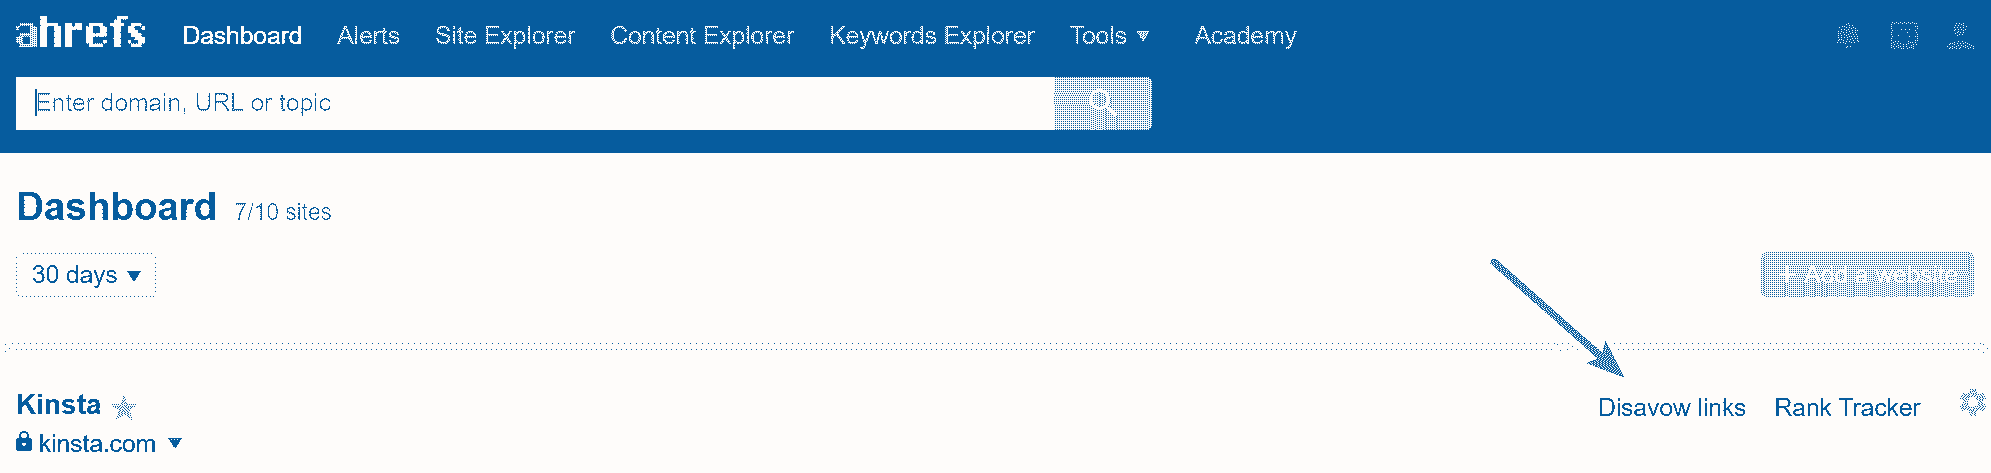 ahrefs Dashboard Alerts Site Explorer Content Explorer Keywords Explorer Tools Academy
Enter domain, URL or topic
Dashboard 7/10 sites
30 days + Add a website
Kinsta Disavow links Rank Tracker
kinsta.com